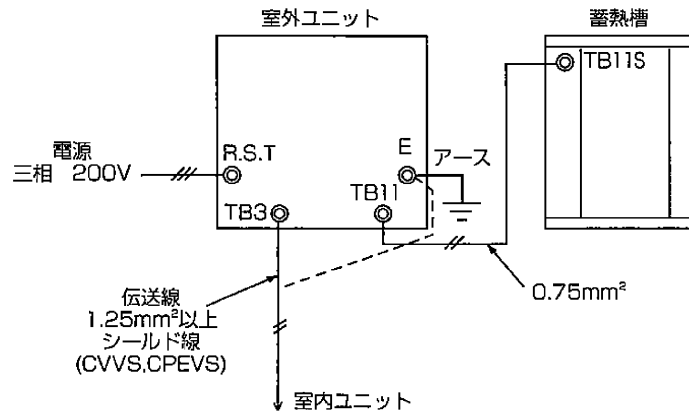 室外ユニット
蓄熱槽
TB11S
電源
三相 200V
R.S.T
E
アース
TB3
TB11
伝送線
1.25mm²以上
シールド線
(CVVS,CPEVS)
0.75mm²
室内ユニット